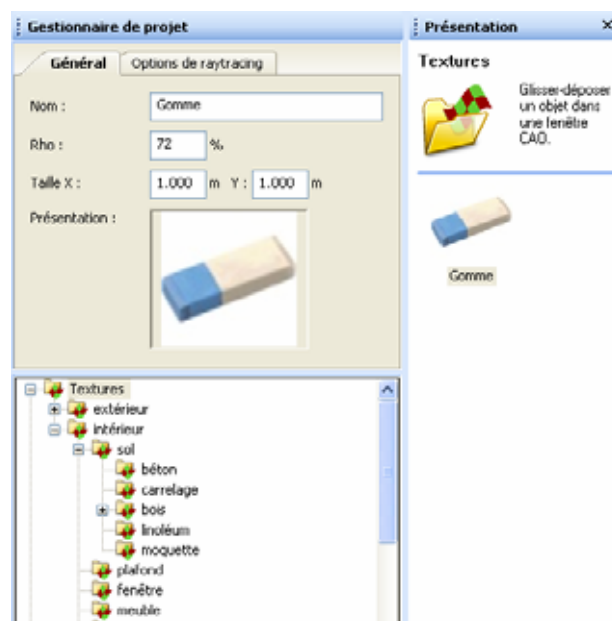 Gestionnaire de projet
Général
Options de raytracing
Nom :
Gomme
Rho :
72
%
Taille X :
1.000
m
Y :
1.000
m
Présentation :
Textures
extérieur
intérieur
sol
béton
carrelage
bois
linoléum
moquette
plafond
fenêtre
meuble
Présentation
Textures
Glisser-déposer
un objet dans
une fenêtre
CAO.
Gomme